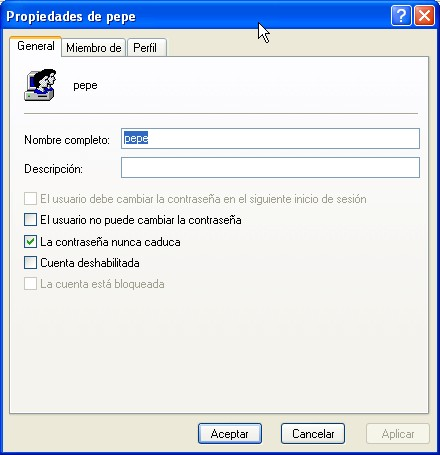 Propiedades de pepe
General Miembro de Perfil
pepe
Nombre completo: pepe
Descripción:
El usuario debe cambiar la contraseña en el siguiente inicio de sesión
El usuario no puede cambiar la contraseña
La contraseña nunca caduca
Cuenta deshabilitada
La cuenta está bloqueada
Aceptar Cancelar Aplicar